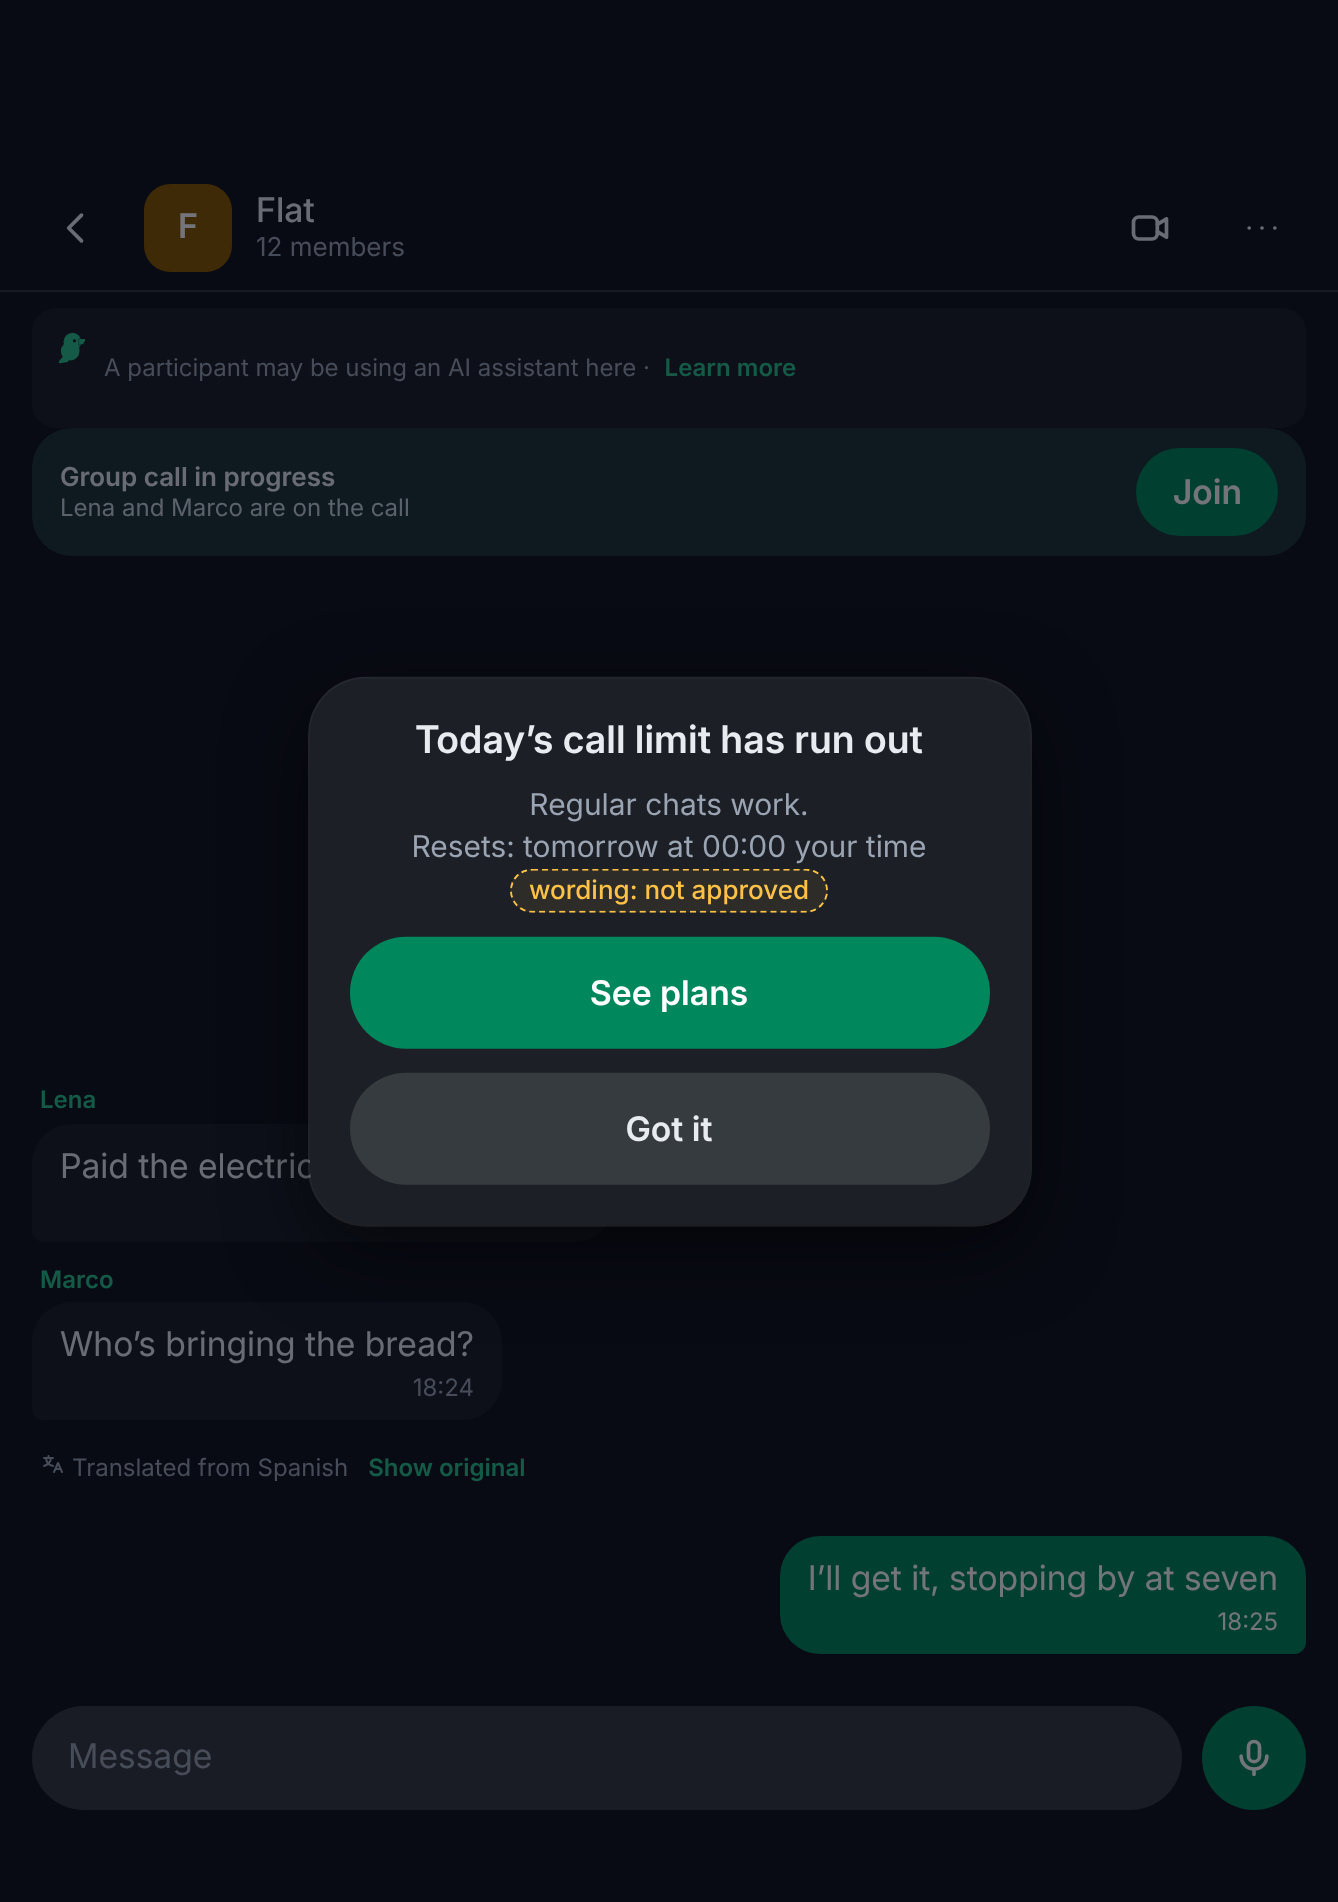 F
Flat
12 members
A participant may be using an AI assistant here · Learn more
Group call in progress
Lena and Marco are on the call
Join
Today’s call limit has run out
Regular chats work.
Resets: tomorrow at 00:00 your time
wording: not approved
See plans
Got it
Lena
Paid the electric
Marco
Who’s bringing the bread?
18:24
Translated from Spanish Show original
I’ll get it, stopping by at seven
18:25
Message